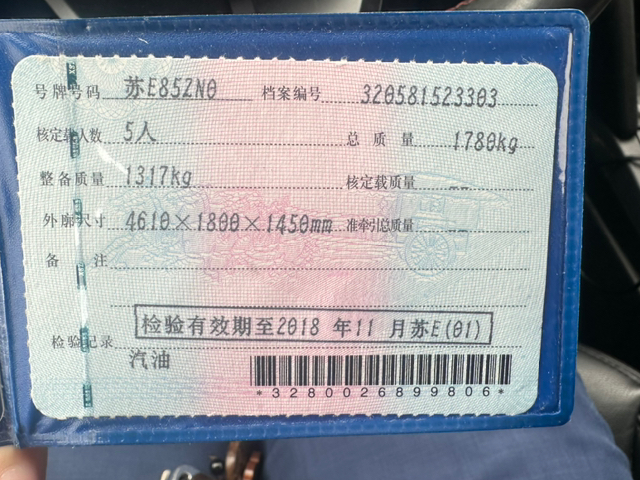 号牌号码 苏E85ZN0 档案编号 320581523303
核定载人数 5人 总质量 1780kg
整备质量 1317kg 核定载质量 --
外廓尺寸 4610×1800×1450mm 准牵引总质量 --
备注
检验有效期至2018 年11 月苏E(01)
检验记录
汽油
*3280026899806*